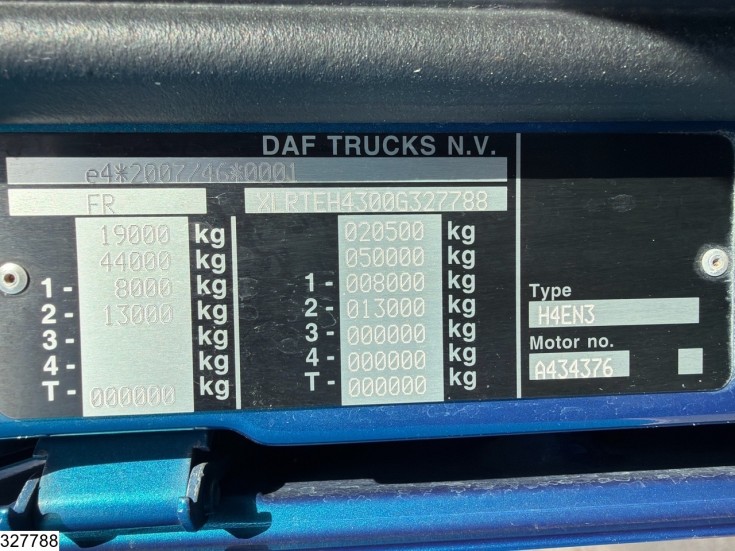 DAF TRUCKS N.V.
e4*2007/46*0001
FR XLRTEH4300G327788
19000 kg 020500 kg
44000 kg 050000 kg
1- 8000 kg 1- 008000 kg
2- 13000 kg 2- 013000 kg
3- kg 3- 000000 kg
4- kg 4- 000000 kg
T- 000000 kg T- 000000 kg
Type
H4EN3
Motor no.
A434376
327788